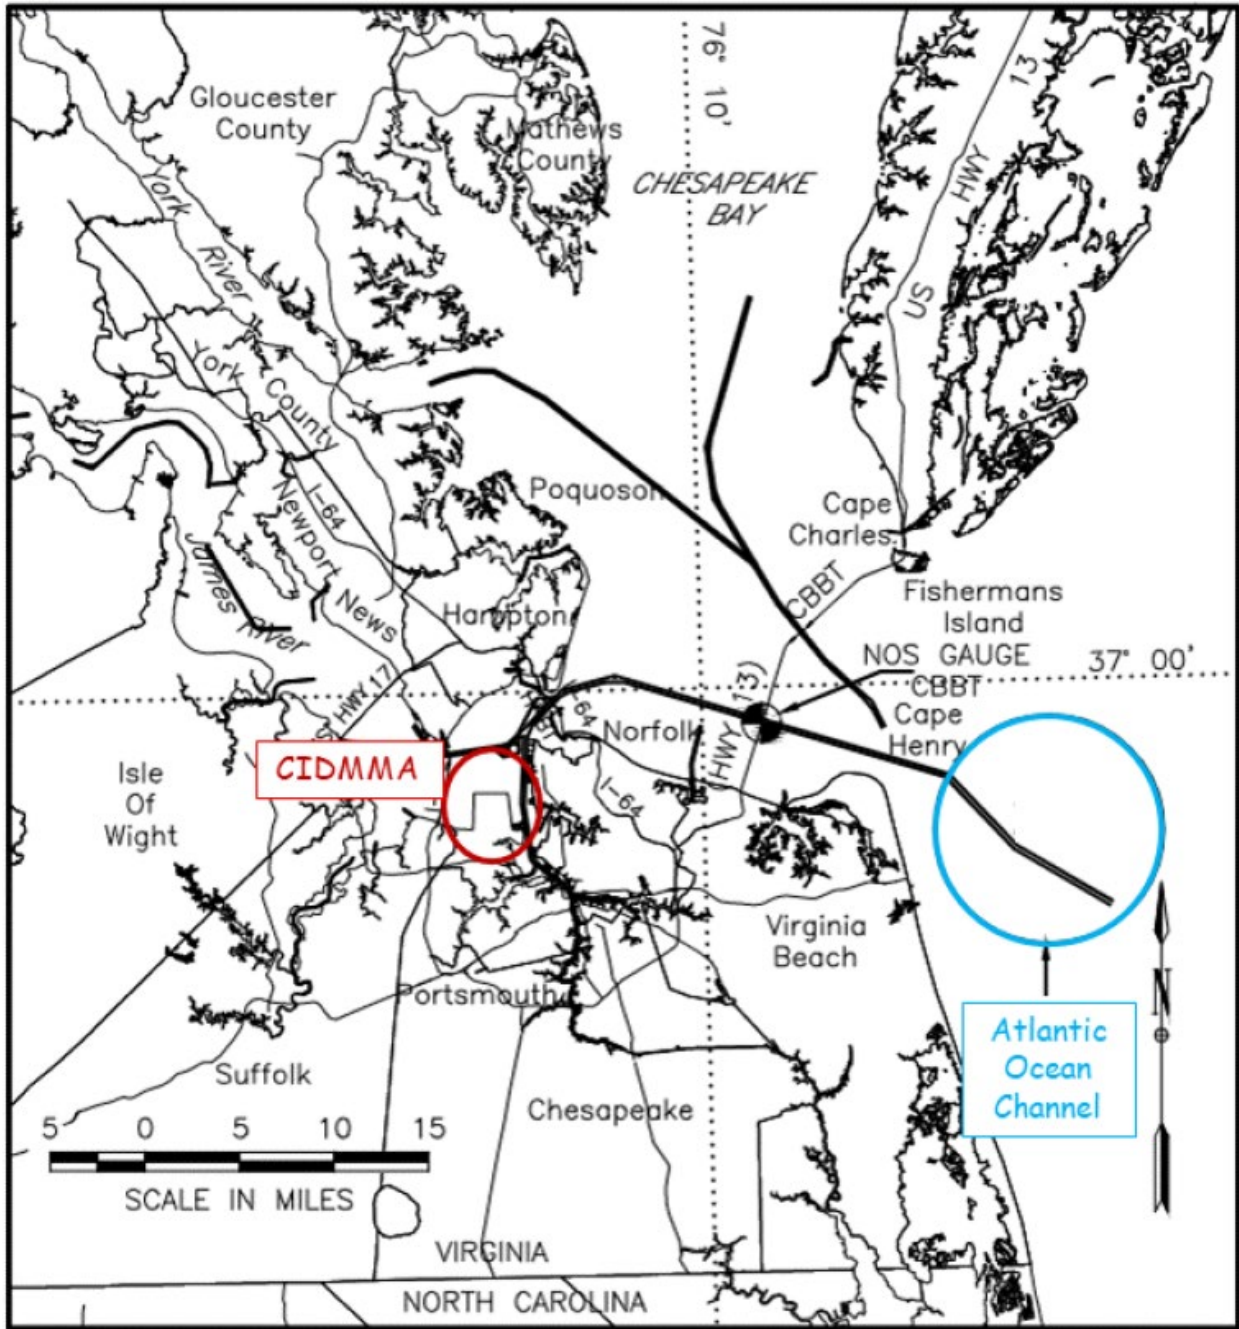 76° 10'
13
HWY
US
Gloucester
County
Mathews
County
CHESAPEAKE
BAY
York
River
York
County
I-64
Newport
News
Poquoson
Cape
Charles
CBBT
Fishermans
Island
NOS GAUGE
CBBT
37° 00'
James
River
Hampton
HWY 17
I-64
Norfolk
HWY
13)
Cape
Henry
CIDMMA
Isle
Of
Wight
I-64
Virginia
Beach
Portsmouth
N
Atlantic
Ocean
Channel
Suffolk
Chesapeake
5 0 5 10 15
SCALE IN MILES
VIRGINIA
NORTH CAROLINA